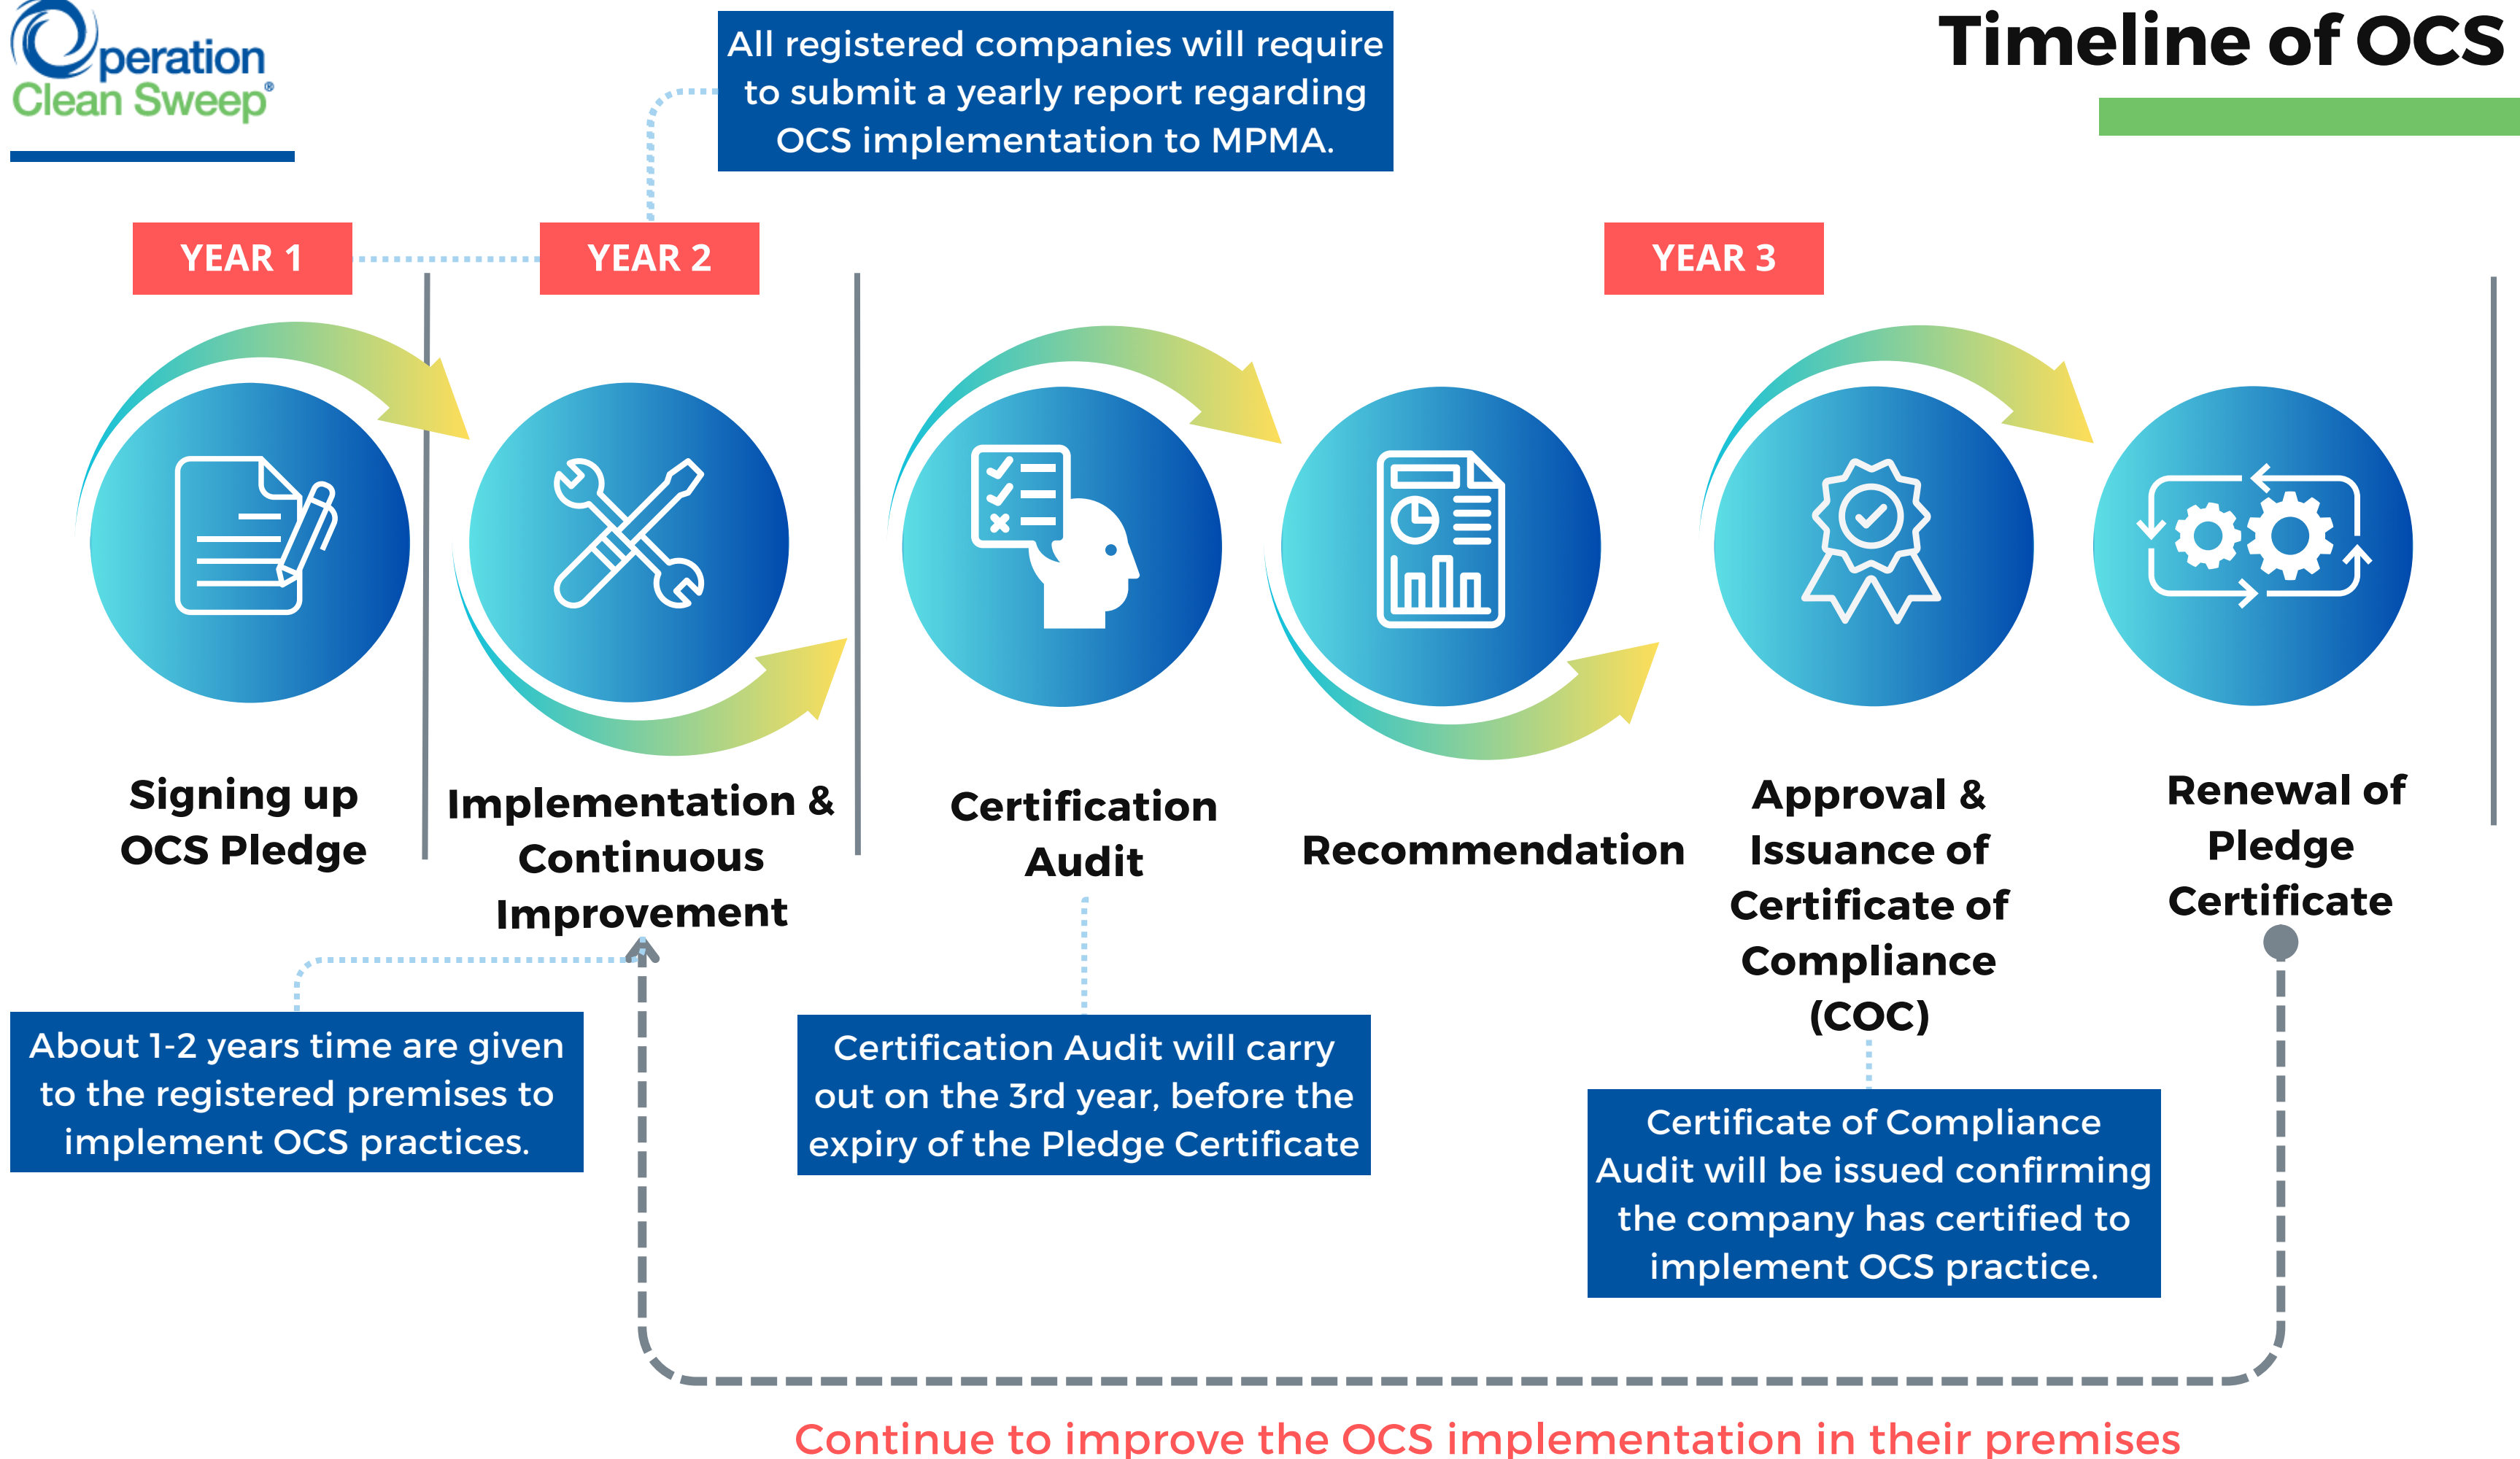 Operation
Clean Sweep®
Timeline of OCS
All registered companies will require
to submit a yearly report regarding
OCS implementation to MPMA.
YEAR 1
YEAR 2
YEAR 3
Signing up
OCS Pledge
Implementation &
Continuous
Improvement
Certification
Audit
Recommendation
Approval &
Issuance of
Certificate of
Compliance
(COC)
Renewal of
Pledge
Certificate
About 1-2 years time are given
to the registered premises to
implement OCS practices.
Certification Audit will carry
out on the 3rd year, before the
expiry of the Pledge Certificate
Certificate of Compliance
Audit will be issued confirming
the company has certified to
implement OCS practice.
Continue to improve the OCS implementation in their premises